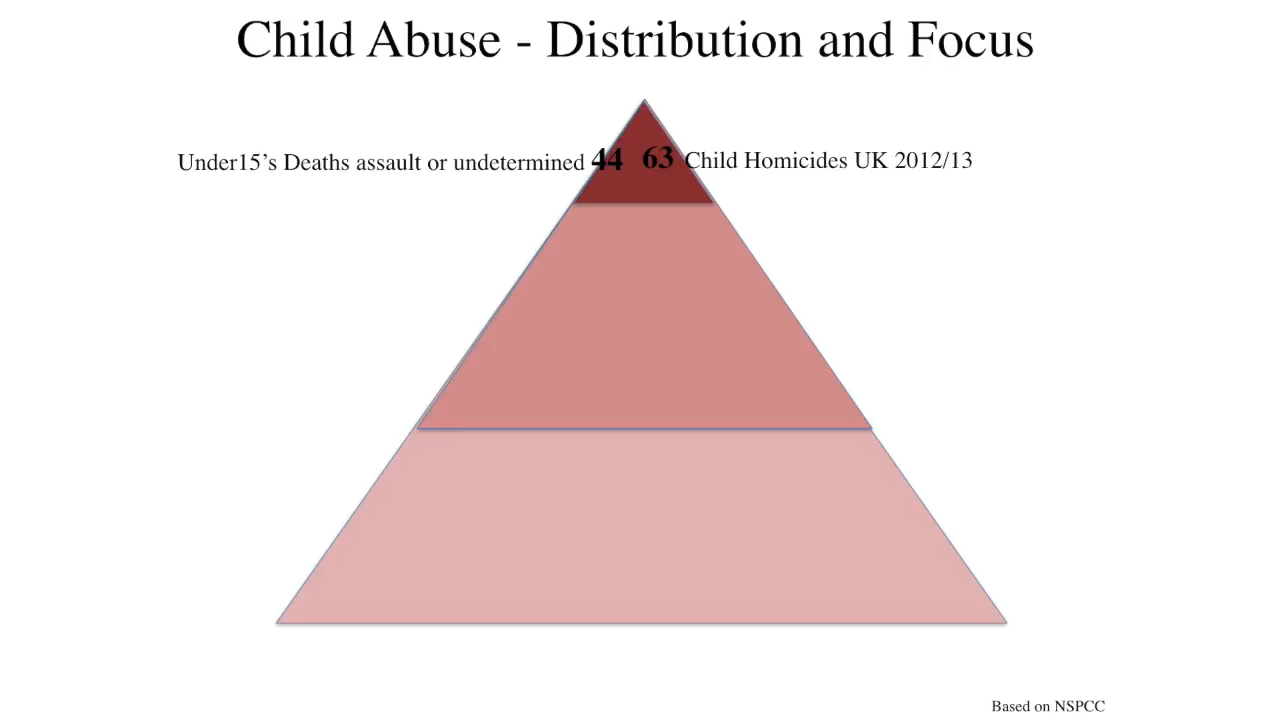 Child Abuse - Distribution and Focus
Under15’s Deaths assault or undetermined 44 63 Child Homicides UK 2012/13
Based on NSPCC